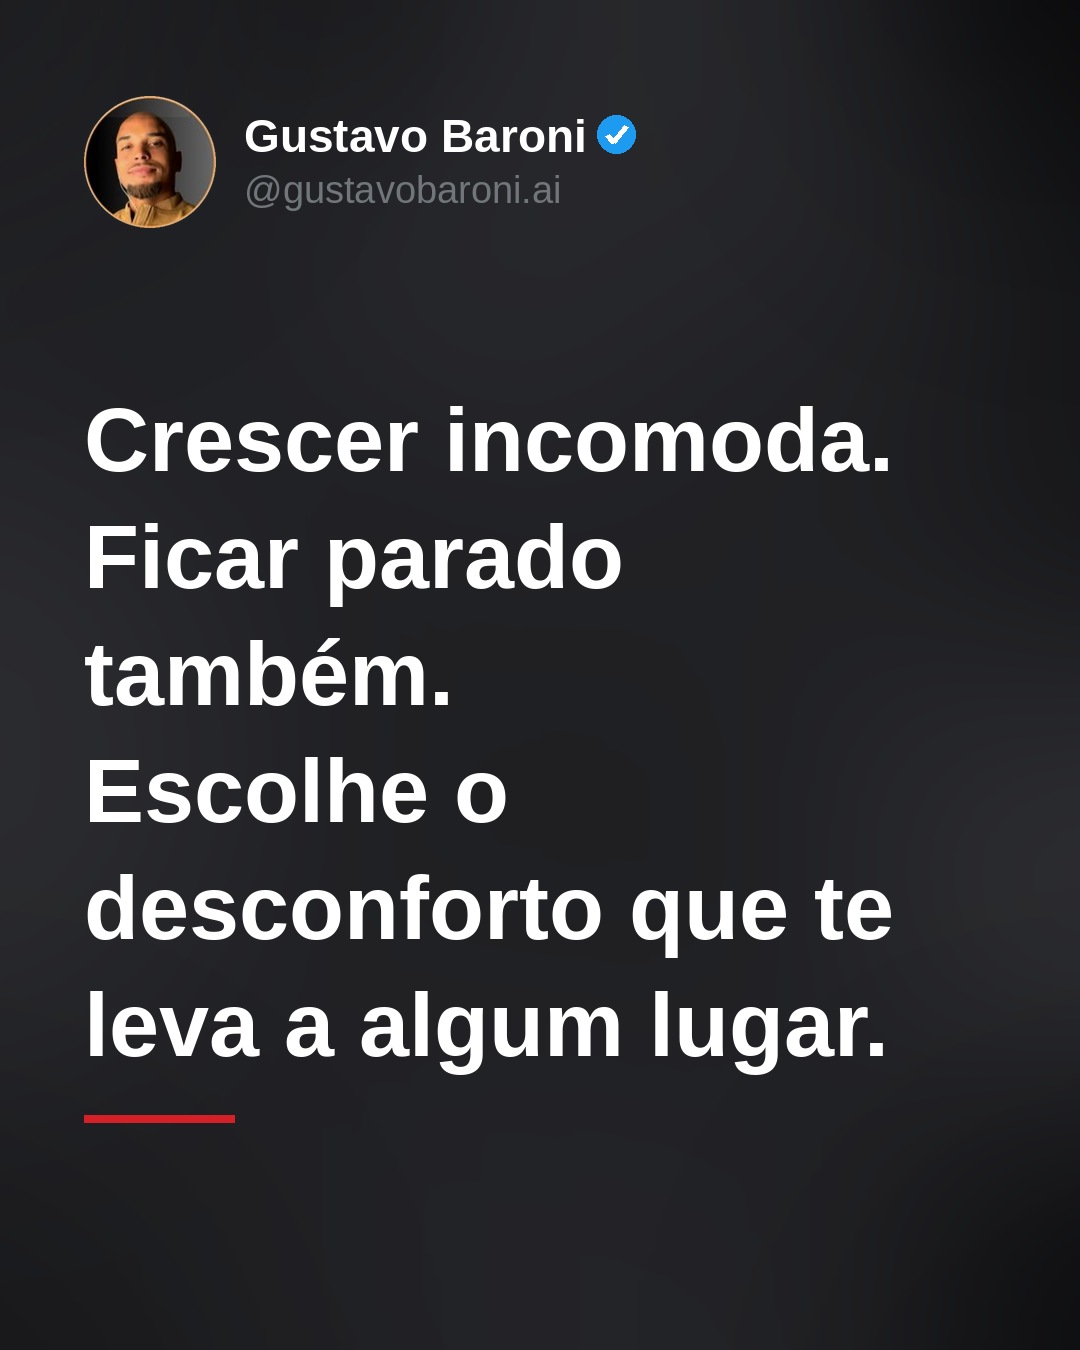 Gustavo Baroni
@gustavobaroni.ai
Crescer incomoda.
Ficar parado
também.
Escolhe o
desconforto que te
leva a algum lugar.